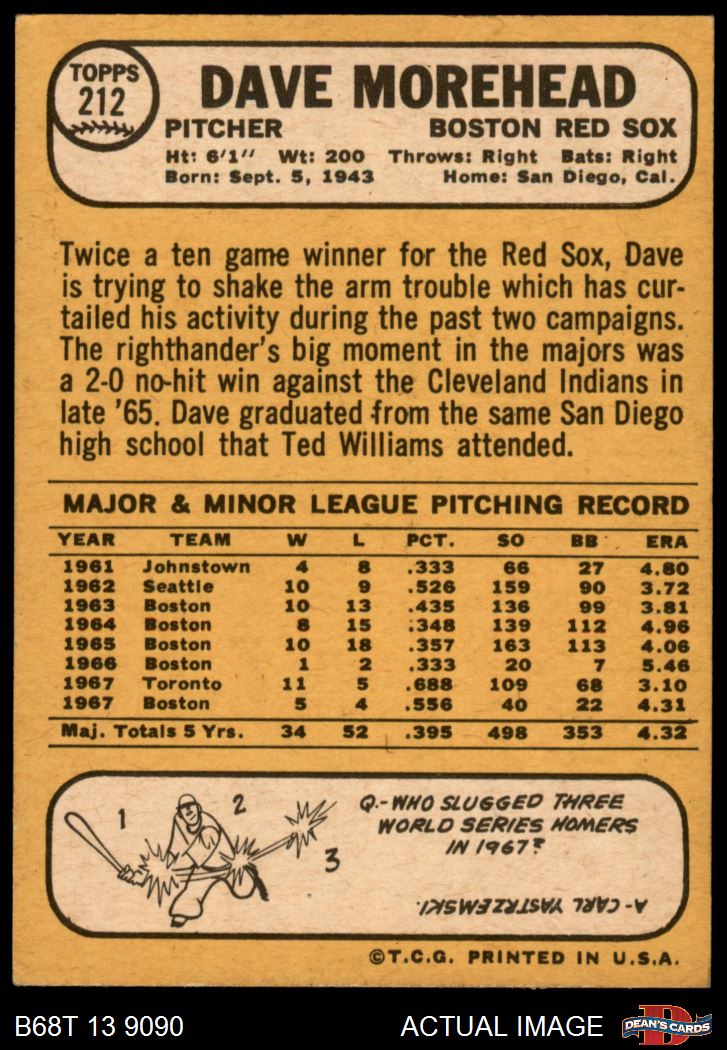 TOPPS
212
DAVE MOREHEAD
PITCHER BOSTON RED SOX
Ht: 6'1" Wt: 200 Throws: Right Bats: Right
Born: Sept. 5, 1943 Home: San Diego, Cal.
Twice a ten game winner for the Red Sox, Dave
is trying to shake the arm trouble which has cur-
tailed his activity during the past two campaigns.
The righthander's big moment in the majors was
a 2-0 no-hit win against the Cleveland Indians in
late '65. Dave graduated from the same San Diego
high school that Ted Williams attended.
MAJOR & MINOR LEAGUE PITCHING RECORD
YEAR TEAM W L PCT. SO BB ERA
1961 Johnstown 4 8 .333 66 27 4.80
1962 Seattle 10 9 .526 159 90 3.72
1963 Boston 10 13 .435 136 99 3.81
1964 Boston 8 15 .348 139 112 4.96
1965 Boston 10 18 .357 163 113 4.06
1966 Boston 1 2 .333 20 7 5.46
1967 Toronto 11 5 .688 109 68 3.10
1967 Boston 5 4 .556 40 22 4.31
Maj. Totals 5 Yrs. 34 52 .395 498 353 4.32
1 2 3
Q.-WHO SLUGGED THREE
WORLD SERIES HOMERS
IN 1967?
A-CARL YASTRZEMSKI.
©T.C.G. PRINTED IN U.S.A.
B68T 13 9090 ACTUAL IMAGE
D
DEAN'S CARDS